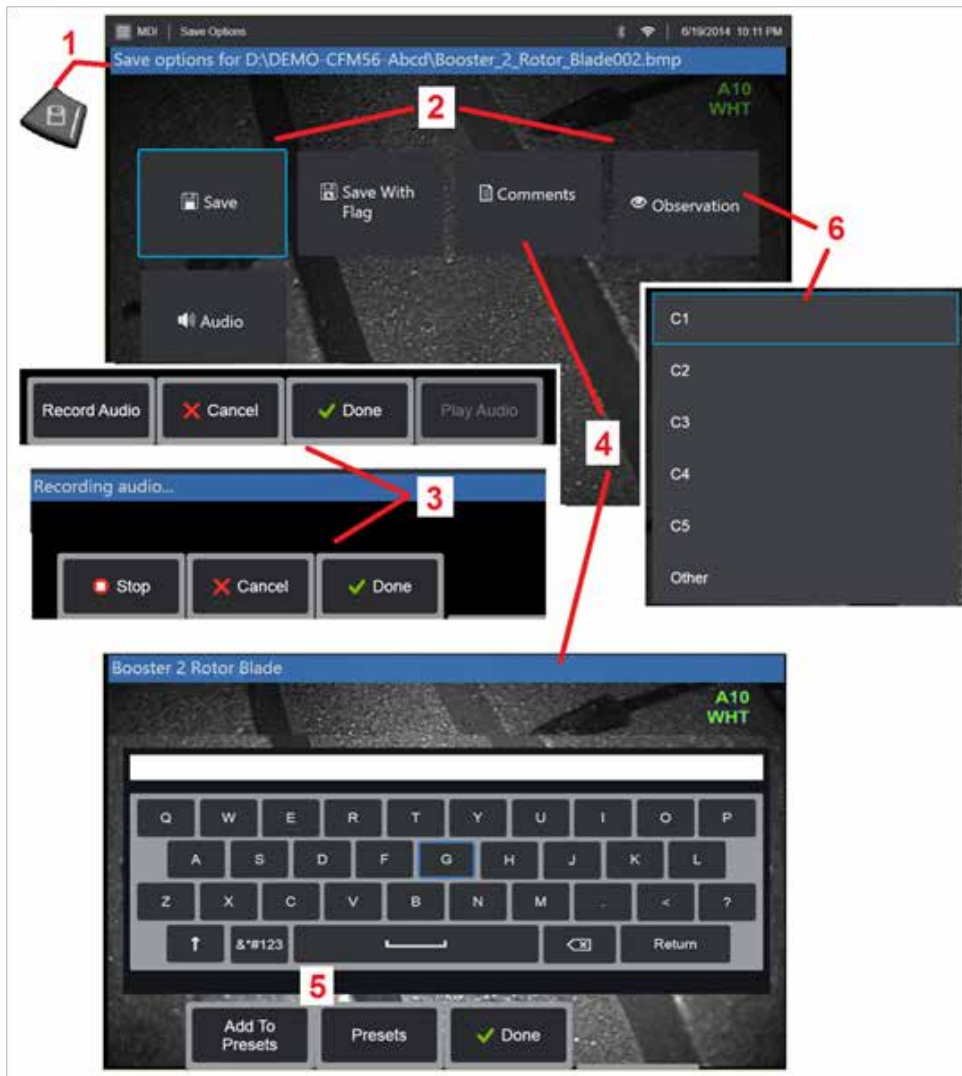 1
MDI | Save Options 6/19/2014 10:11 PM
Save options for D:\DEMO-CFM56-Abcd\Booster_2_Rotor_Blade002.bmp
A10
WHT
2
Save
Save With
Flag
Comments
Observation
6
Audio
C1
C2
C3
C4
C5
Other
Record Audio
Cancel
Done
Play Audio
4
3
Recording audio...
Stop
Cancel
Done
Booster 2 Rotor Blade
A10
WHT
Q W E R T Y U I O P
A S D F G H J K L
Z X C V B N M . < ?
↑ &*#123 Return
5
Add To
Presets
Presets
Done